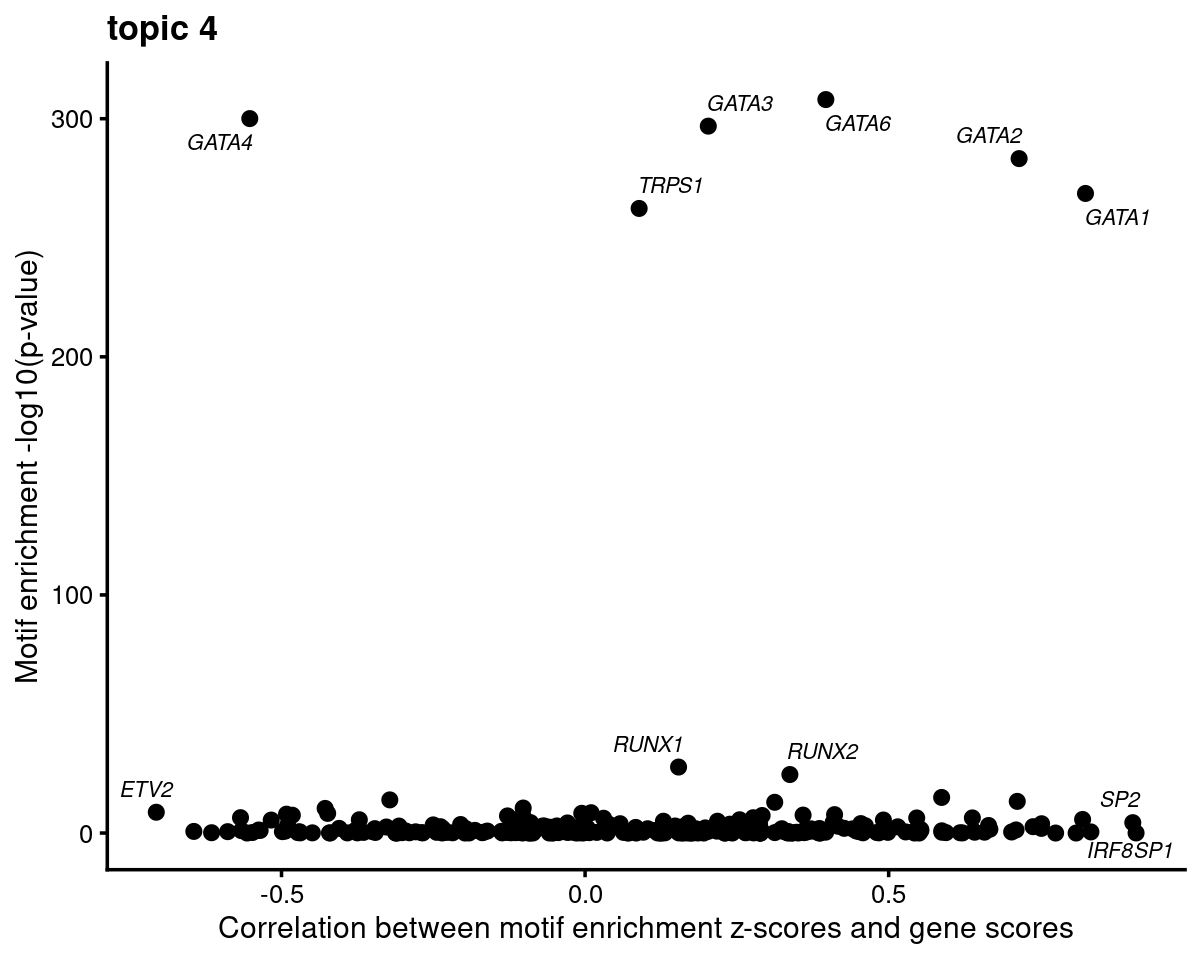 topic 4
Motif enrichment -log10(p-value)
300
200
100
0
GATA4
GATA3
GATA6
GATA2
TRPS1
GATA1
RUNX1
RUNX2
ETV2
SP2
IRF8SP1
-0.5
0.0
0.5
Correlation between motif enrichment z-scores and gene scores